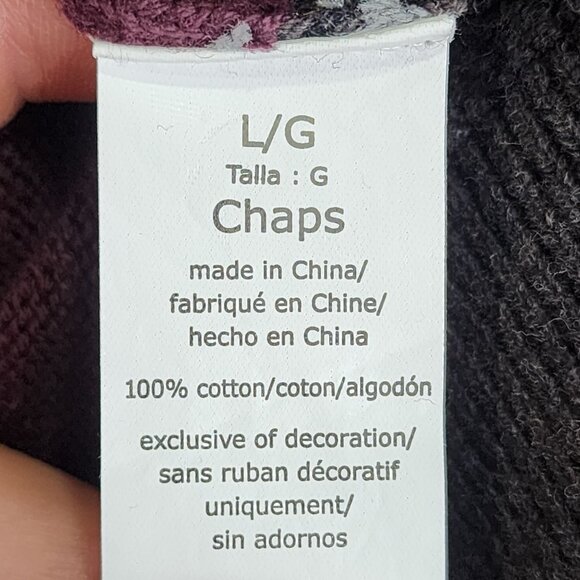 L/G
Talla : G
Chaps
made in China/
fabriqué en Chine/
hecho en China
100% cotton/coton/algodón
exclusive of decoration/
sans ruban décoratif
uniquement/
sin adornos